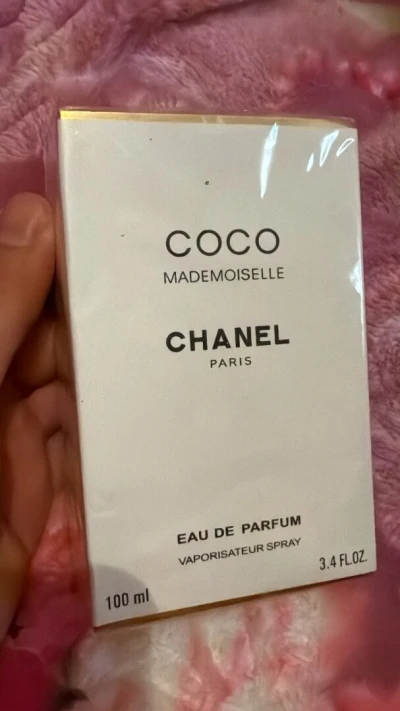 COCO
MADEMOISELLE
CHANEL
PARIS
EAU DE PARFUM
VAPORISATEUR SPRAY
100 ml 3.4 FL.OZ.